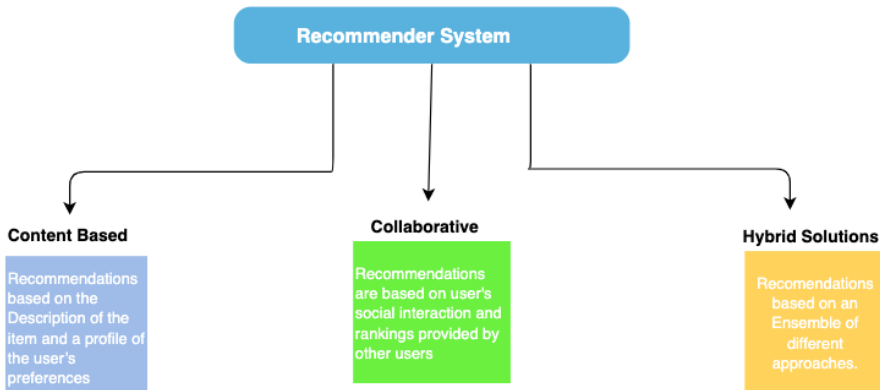 Recommender System
Content Based
Recommendations
based on the
Description of the
item and a profile of
the user's
preferences
Collaborative
Recommendations
are based on user's
social interaction and
rankings provided by
other users
Hybrid Solutions
Recomendations
based on an
Ensemble of
different
approaches.